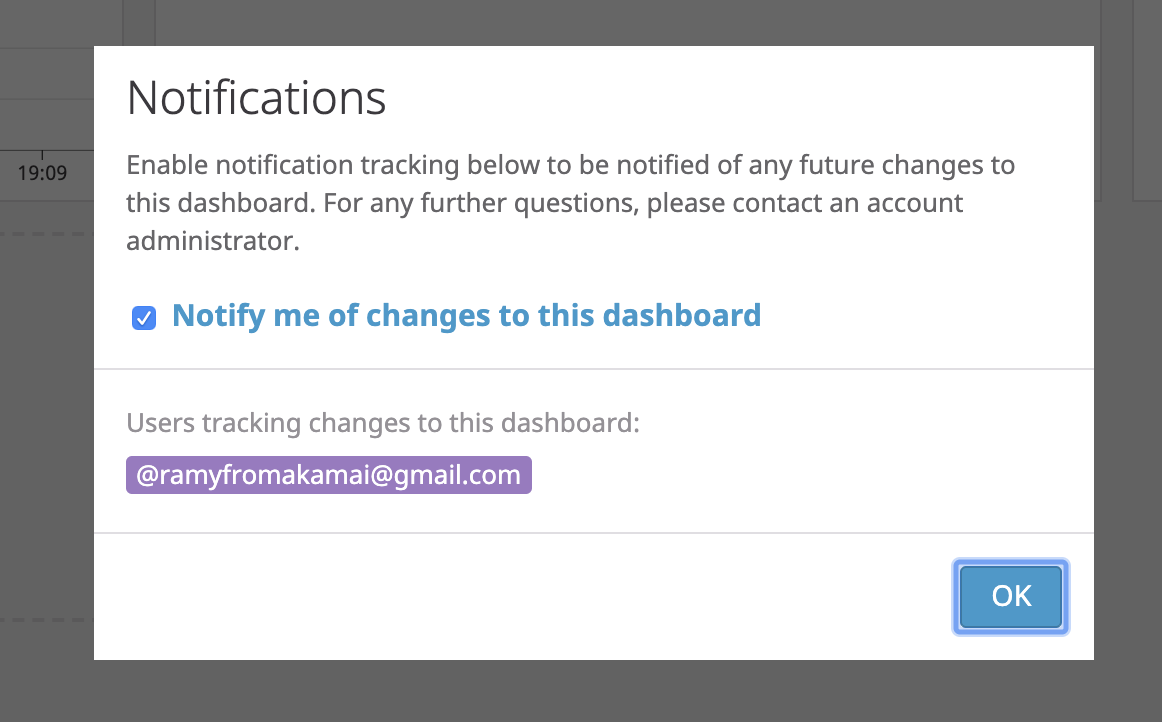 Notifications
Enable notification tracking below to be notified of any future changes to
this dashboard. For any further questions, please contact an account
administrator.
19:09
Notify me of changes to this dashboard
Users tracking changes to this dashboard:
@ramyfromakamai@gmail.com
OK